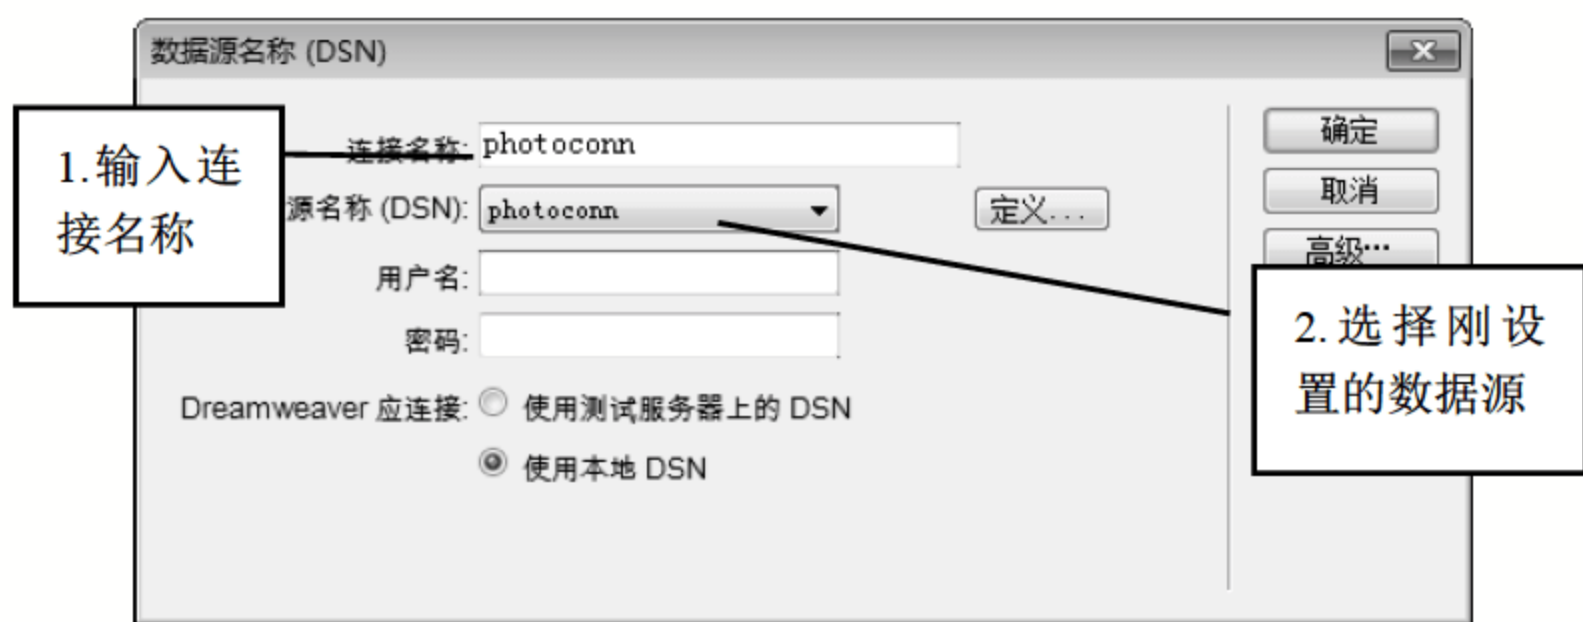 数据源名称 (DSN)
1.输入连
接名称
连接名称: photoconn
源名称 (DSN): photoconn
定义...
用户名:
密码:
Dreamweaver 应连接: 使用测试服务器上的 DSN
使用本地 DSN
确定
取消
高级...
2.选择刚设
置的数据源